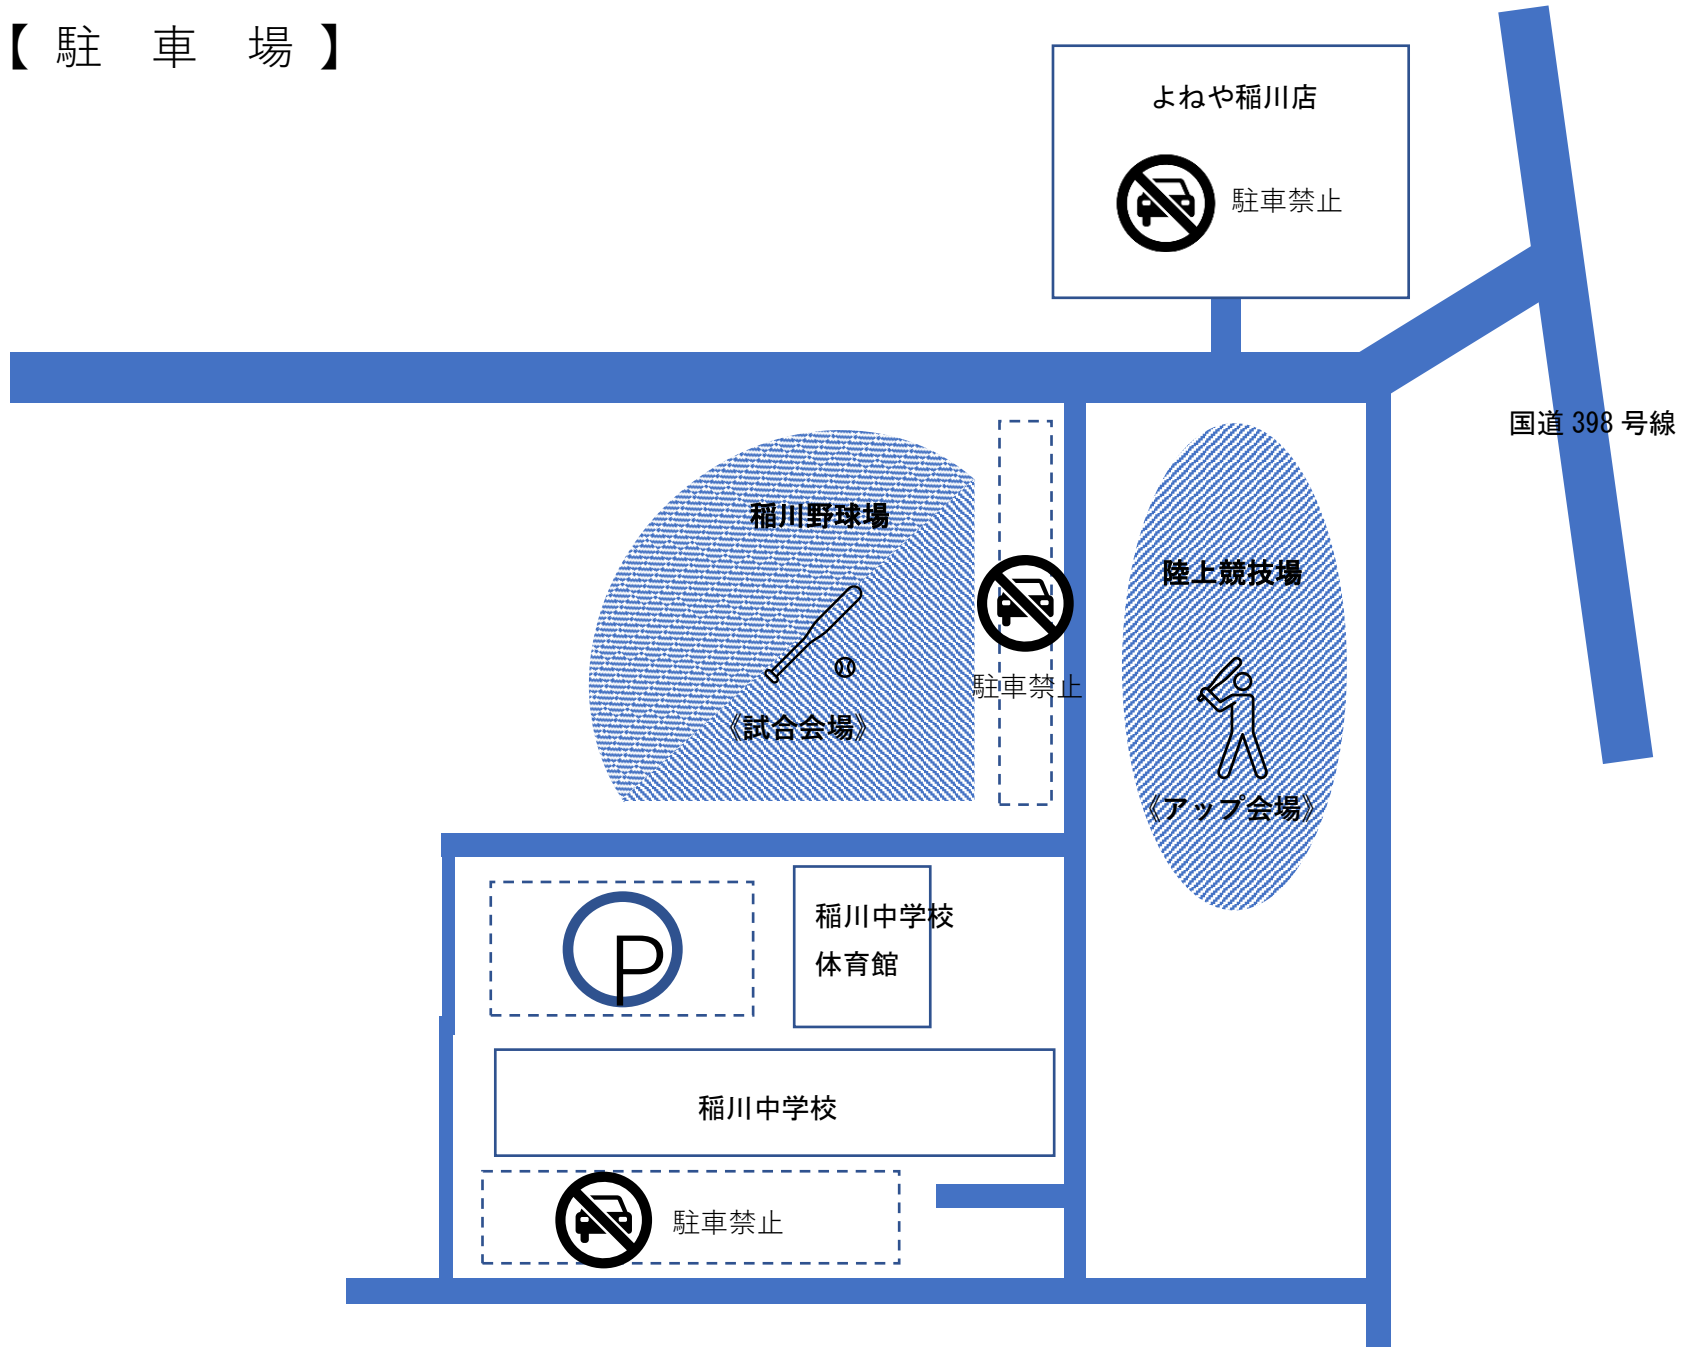 【 駐　車　場 】
よねや稲川店
駐車禁止
国道 398 号線
稲川野球場
陸上競技場
駐車禁止
《試合会場》
《アップ会場》
P
稲川中学校
体育館
稲川中学校
駐車禁止